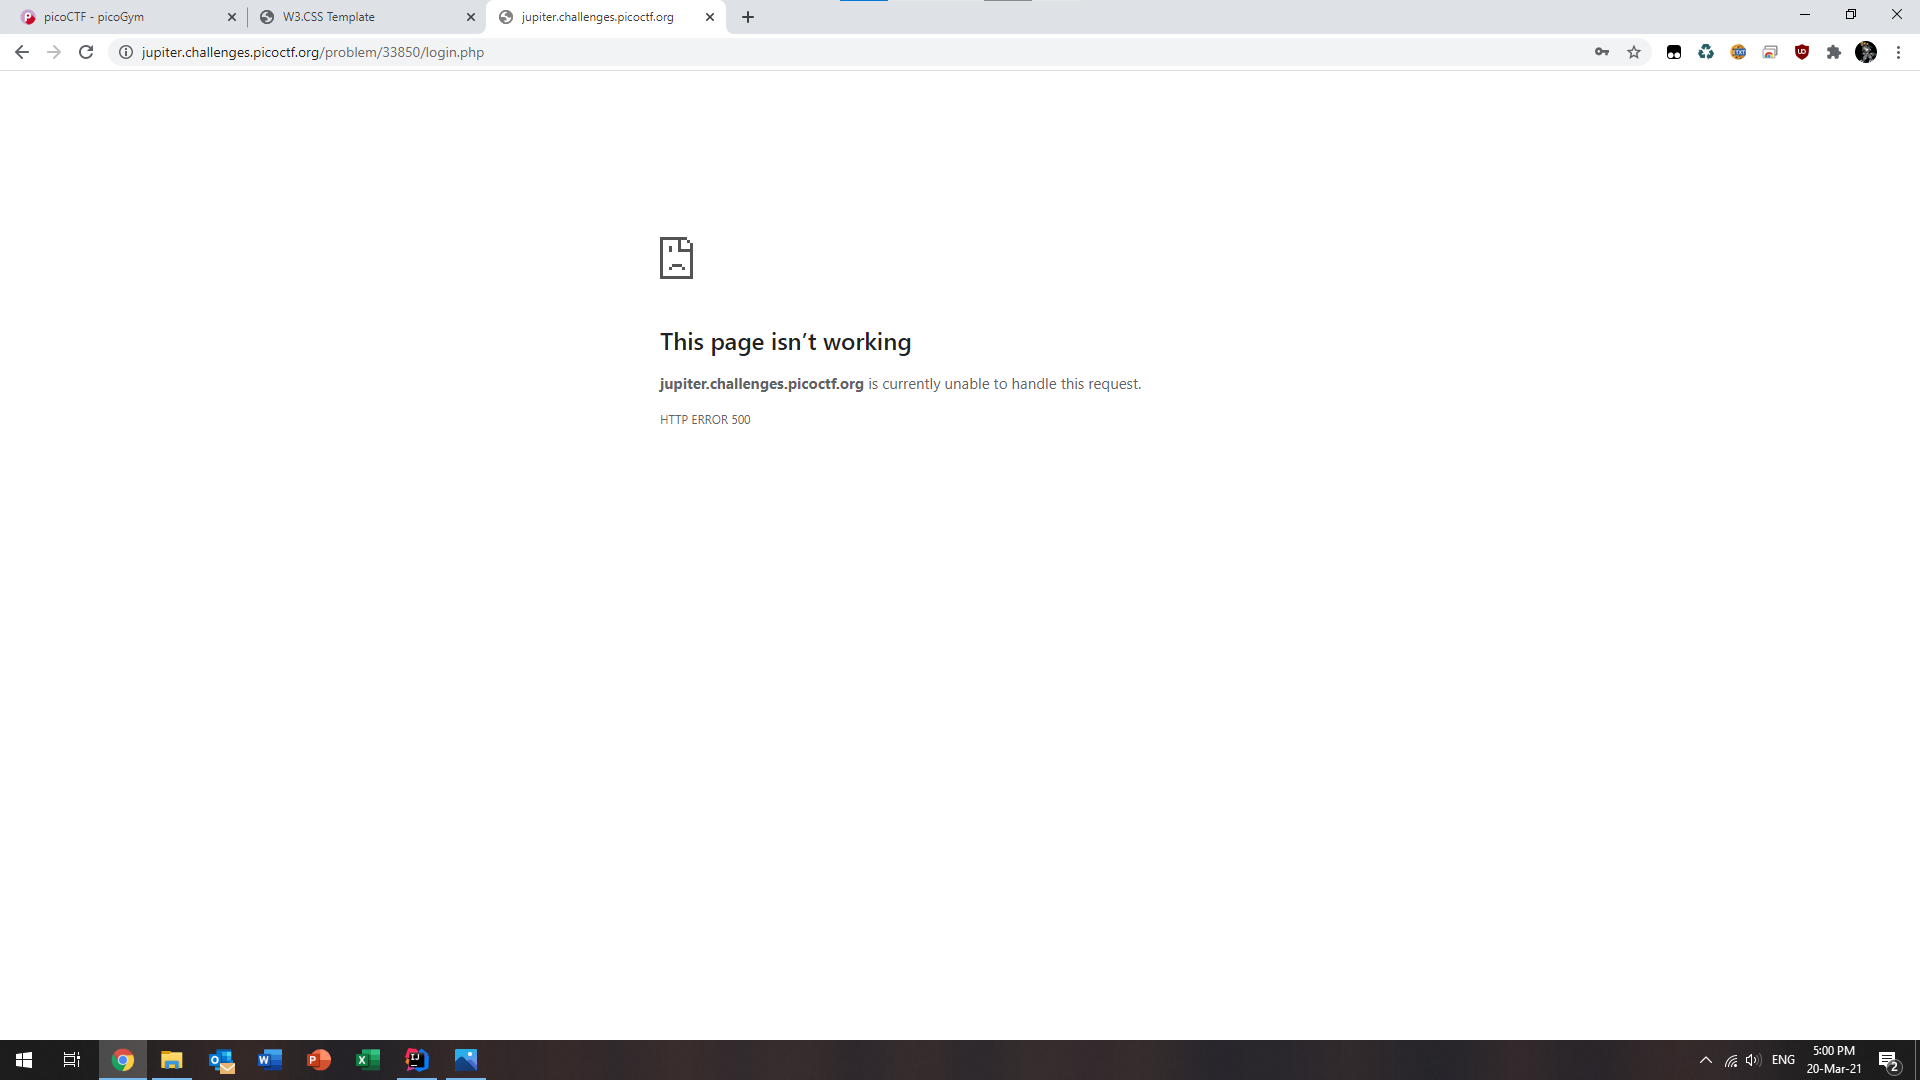 picoCTF - picoGym
W3.CSS Template
jupiter.challenges.picoctf.org
jupiter.challenges.picoctf.org/problem/33850/login.php
This page isn’t working
jupiter.challenges.picoctf.org is currently unable to handle this request.
HTTP ERROR 500
ENG
5:00 PM
20-Mar-21
2